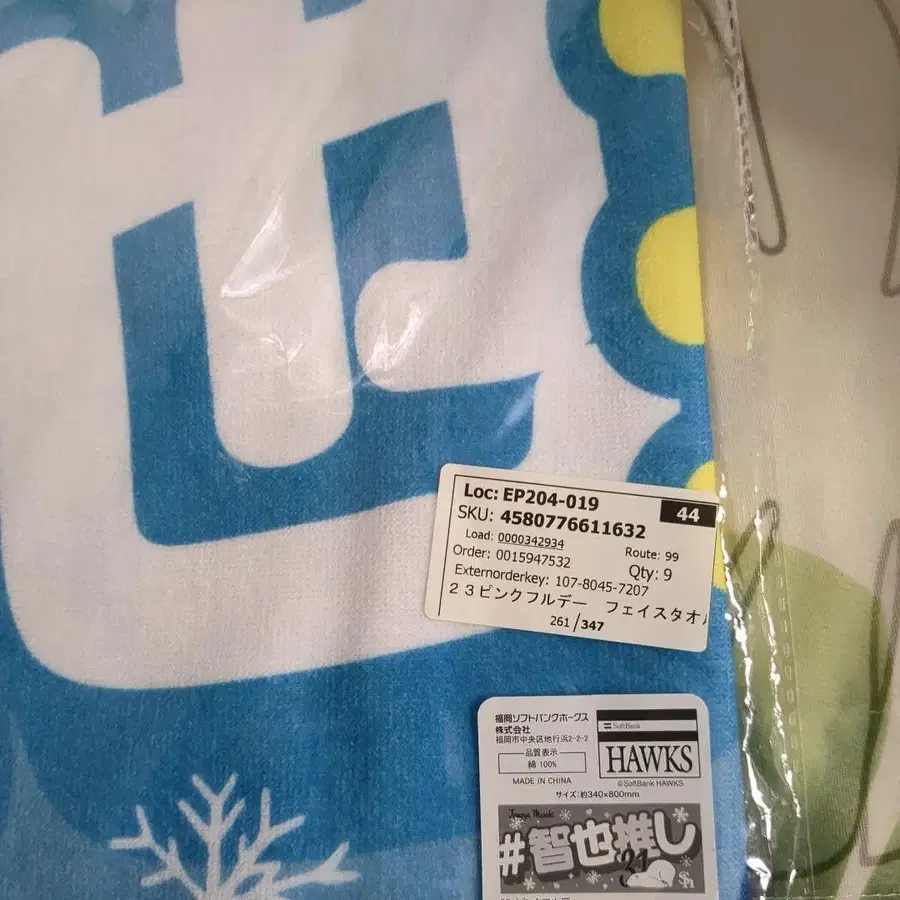 也
Loc: EP204-019
44
SKU: 4580776611632
Load: 0000342934
Route: 99
Order: 0015947532
Qty: 9
Externorderkey: 107-8045-7207
23ピンクフルデー　フェイスタオル
261/347
福岡ソフトバンクホークス
株式会社
福岡市中央区地行浜2-2-2
品質表示
綿 100%
MADE IN CHINA
SoftBank
HAWKS
©SoftBank HAWKS
サイズ:約340×800mm
#智也推し
31